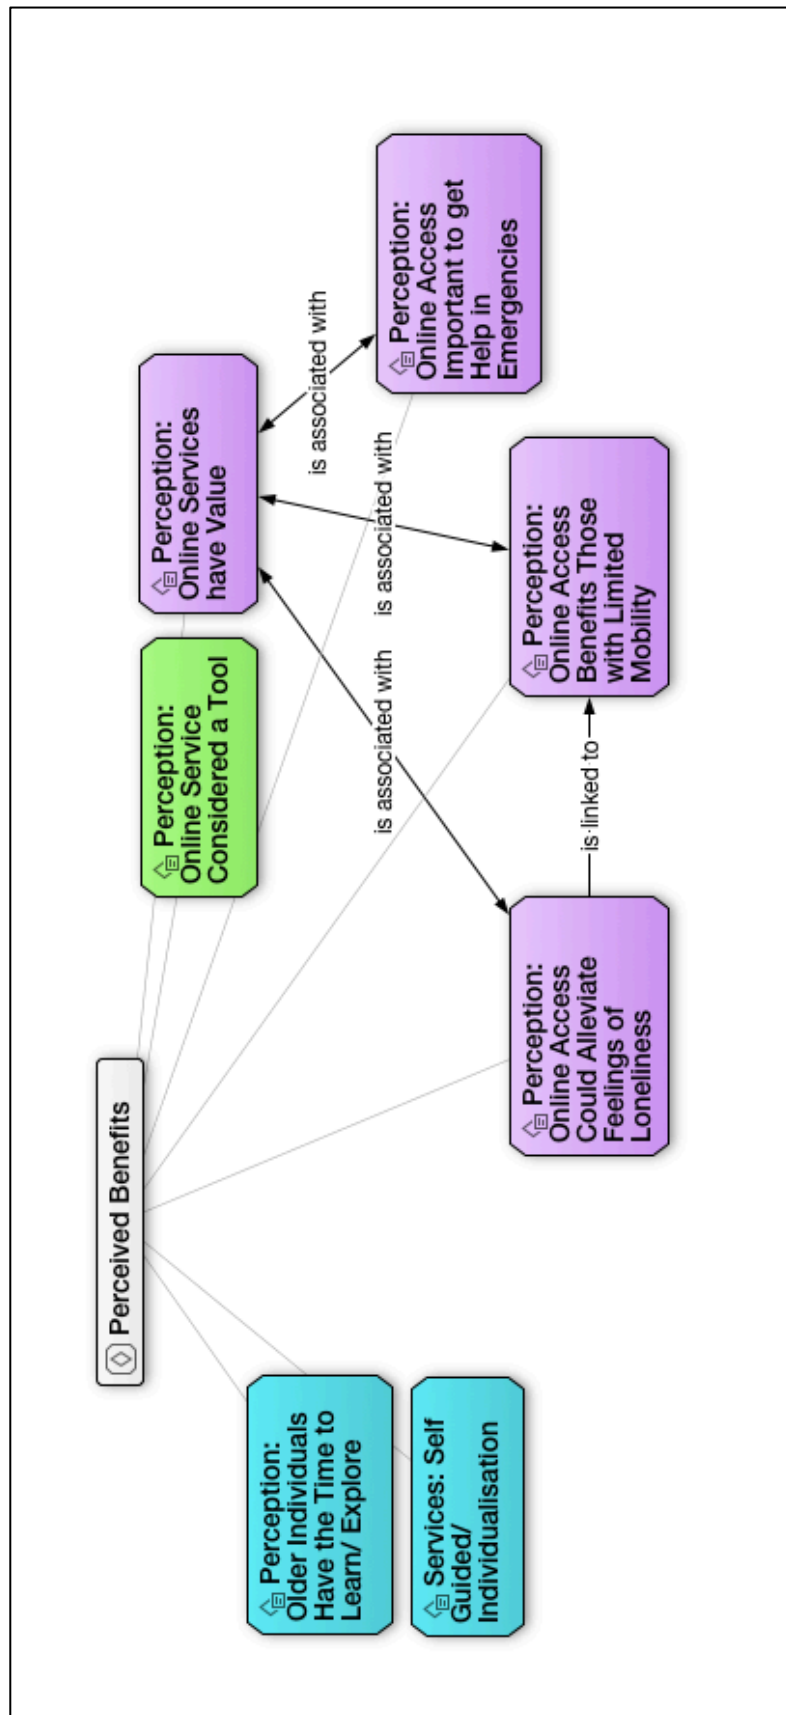 Perceived Benefits
Perception:
Older Individuals
Have the Time to
Learn/ Explore
Services: Self
Guided/
Individualisation
Perception:
Online Service
Considered a Tool
Perception:
Online Services
have Value
is associated with
is associated with
is associated with
Perception:
Online Access
Important to get
Help in
Emergencies
Perception:
Online Access
Could Alleviate
Feelings of
Loneliness
is linked to
Perception:
Online Access
Benefits Those
with Limited
Mobility